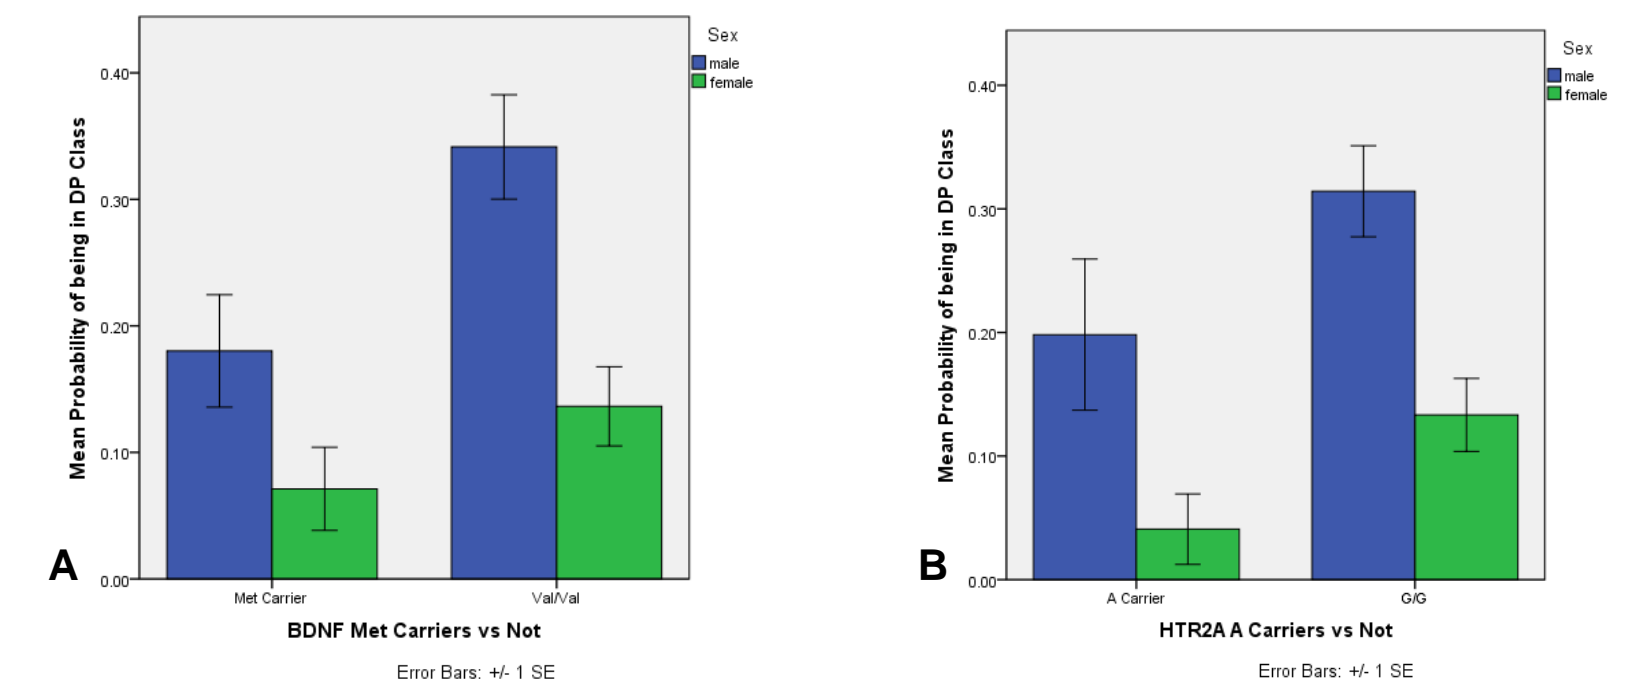 Sex
male
female
0.40
0.30
0.20
0.10
0.00
Mean Probability of being in DP Class
Met Carrier
Val/Val
BDNF Met Carriers vs Not
Error Bars: +/- 1 SE
A
Sex
male
female
0.40
0.30
0.20
0.10
0.00
Mean Probability of being in DP Class
A Carrier
G/G
HTR2A A Carriers vs Not
Error Bars: +/- 1 SE
B